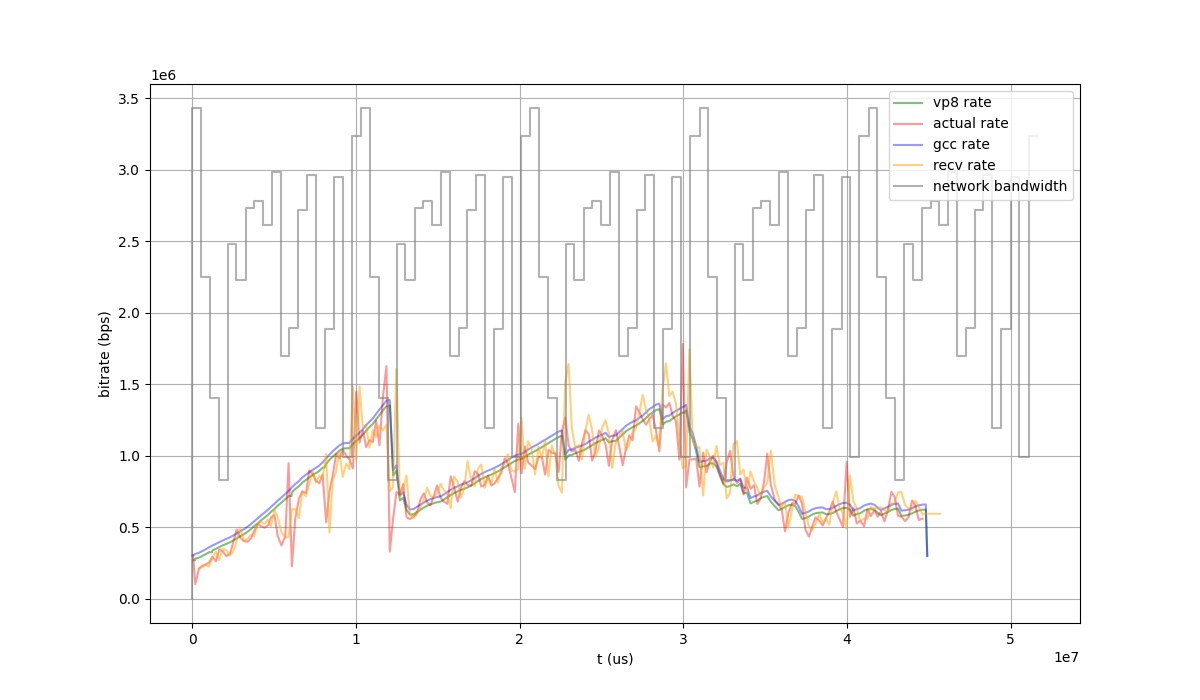 1e6
3.5
3.0
2.5
2.0
1.5
1.0
0.5
0.0
bitrate (bps)
vp8 rate
actual rate
gcc rate
recv rate
network bandwidth
0
1
2
3
4
5
t (us)
1e7